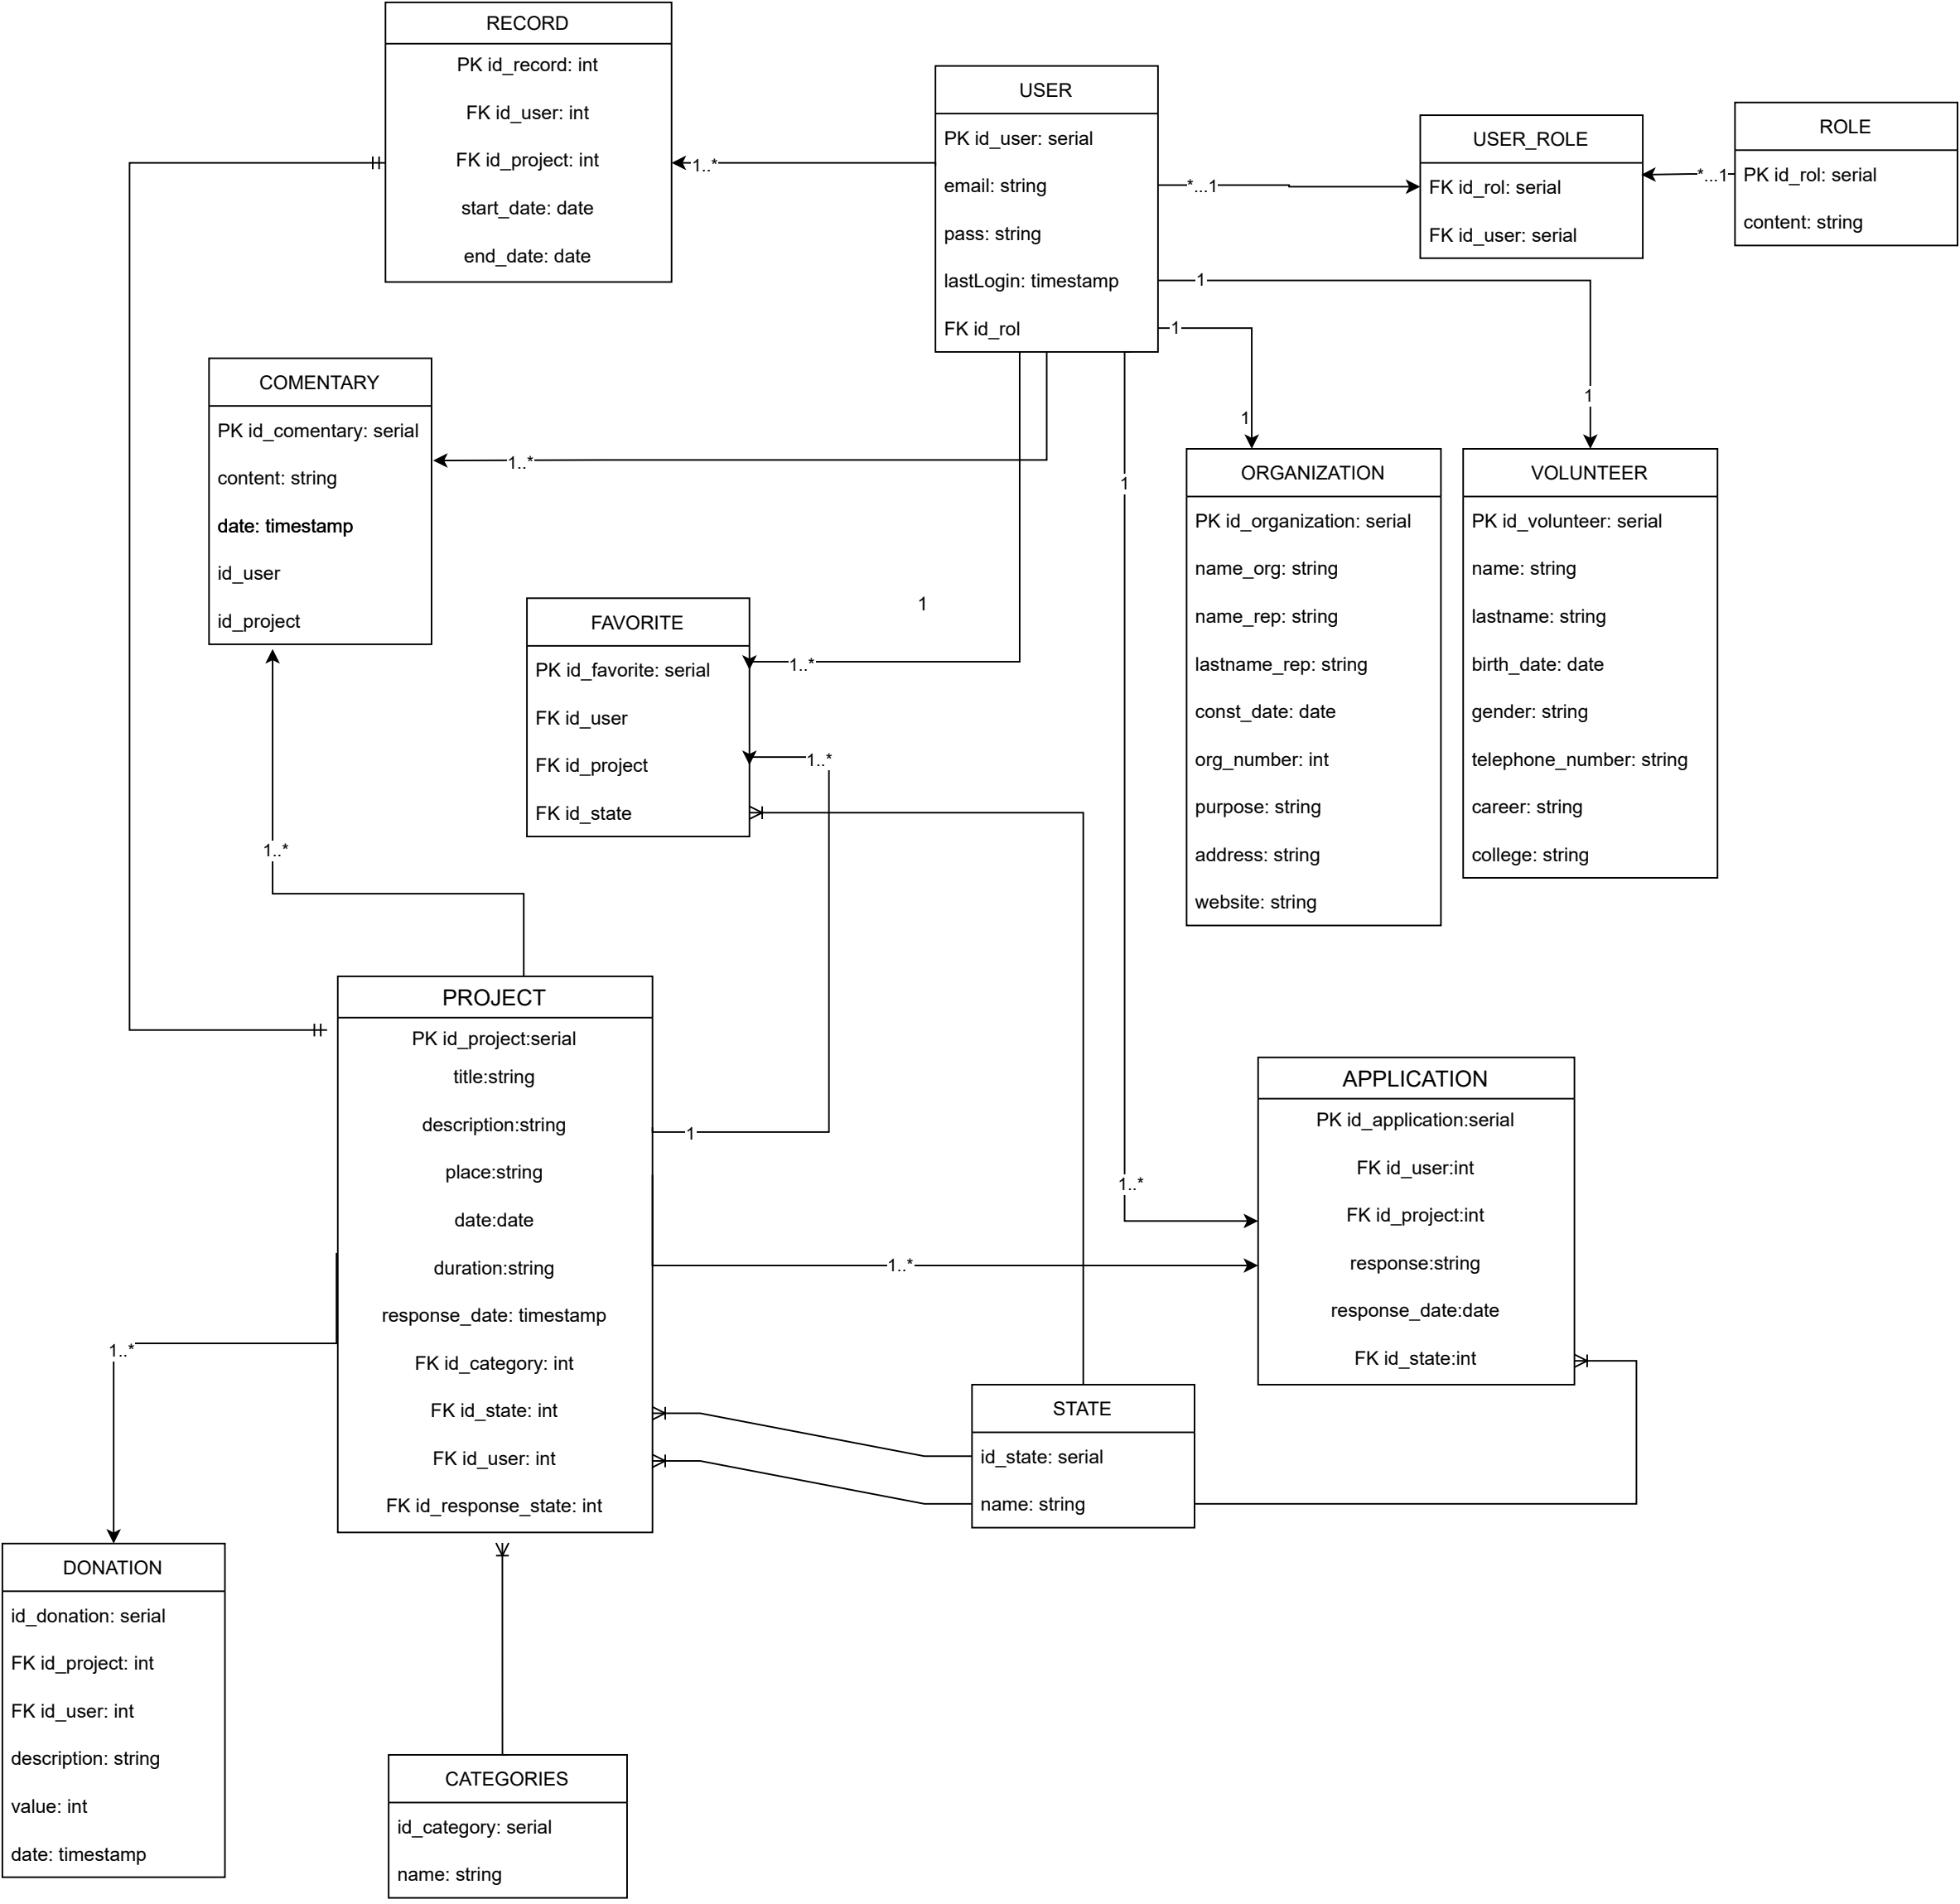 RECORD
PK id_record: int
FK id_user: int
FK id_project: int
start_date: date
end_date: date
1..*
USER
PK id_user: serial
email: string
pass: string
lastLogin: timestamp
FK id_rol
*...1
USER_ROLE
FK id_rol: serial
FK id_user: serial
*...1
ROLE
PK id_rol: serial
content: string
1
1
1
1
COMENTARY
PK id_comentary: serial
content: string
date: timestamp
id_user
id_project
1..*
1..*
FAVORITE
PK id_favorite: serial
FK id_user
FK id_project
FK id_state
1
1..*
1..*
1
ORGANIZATION
PK id_organization: serial
name_org: string
name_rep: string
lastname_rep: string
const_date: date
org_number: int
purpose: string
address: string
website: string
VOLUNTEER
PK id_volunteer: serial
name: string
lastname: string
birth_date: date
gender: string
telephone_number: string
career: string
college: string
PROJECT
PK id_project:serial
title:string
description:string
place:string
date:date
duration:string
response_date: timestamp
FK id_category: int
FK id_state: int
FK id_user: int
FK id_response_state: int
1
1..*
1..*
APPLICATION
PK id_application:serial
FK id_user:int
FK id_project:int
response:string
response_date:date
FK id_state:int
STATE
id_state: serial
name: string
1..*
DONATION
id_donation: serial
FK id_project: int
FK id_user: int
description: string
value: int
date: timestamp
CATEGORIES
id_category: serial
name: string